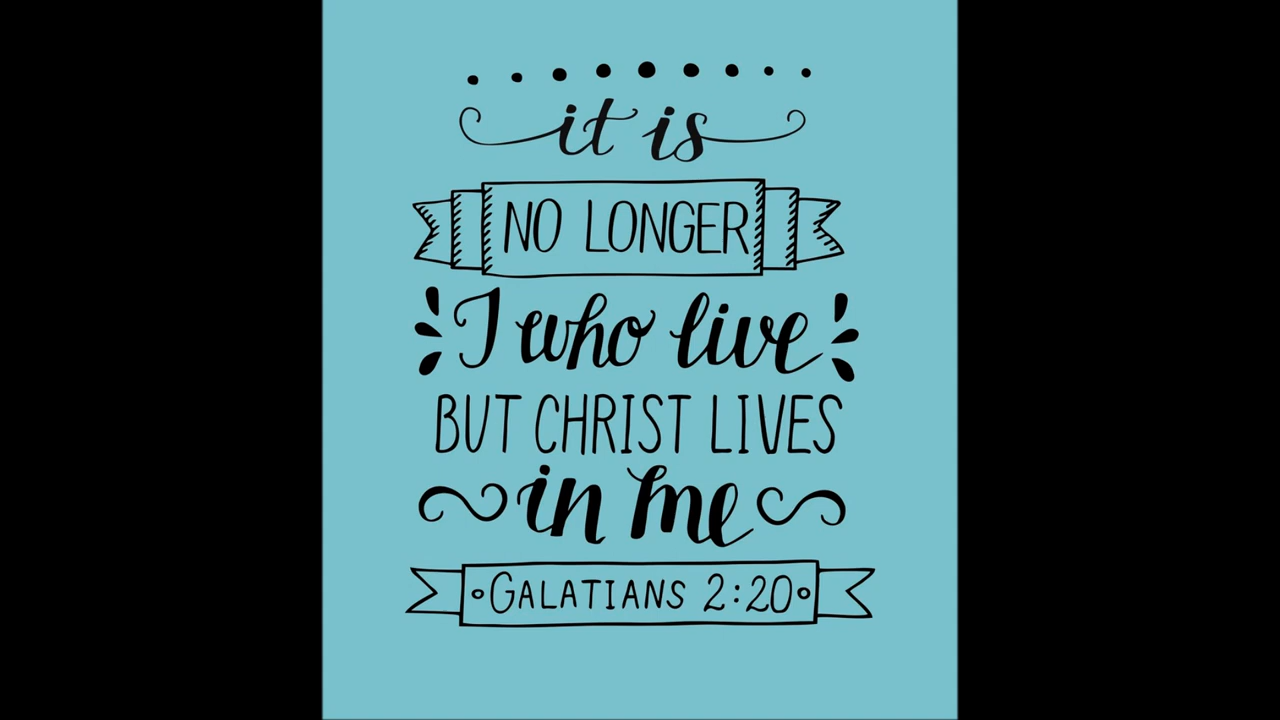 it is
NO LONGER
I who live
BUT CHRIST LIVES
in me
GALATIANS 2:20